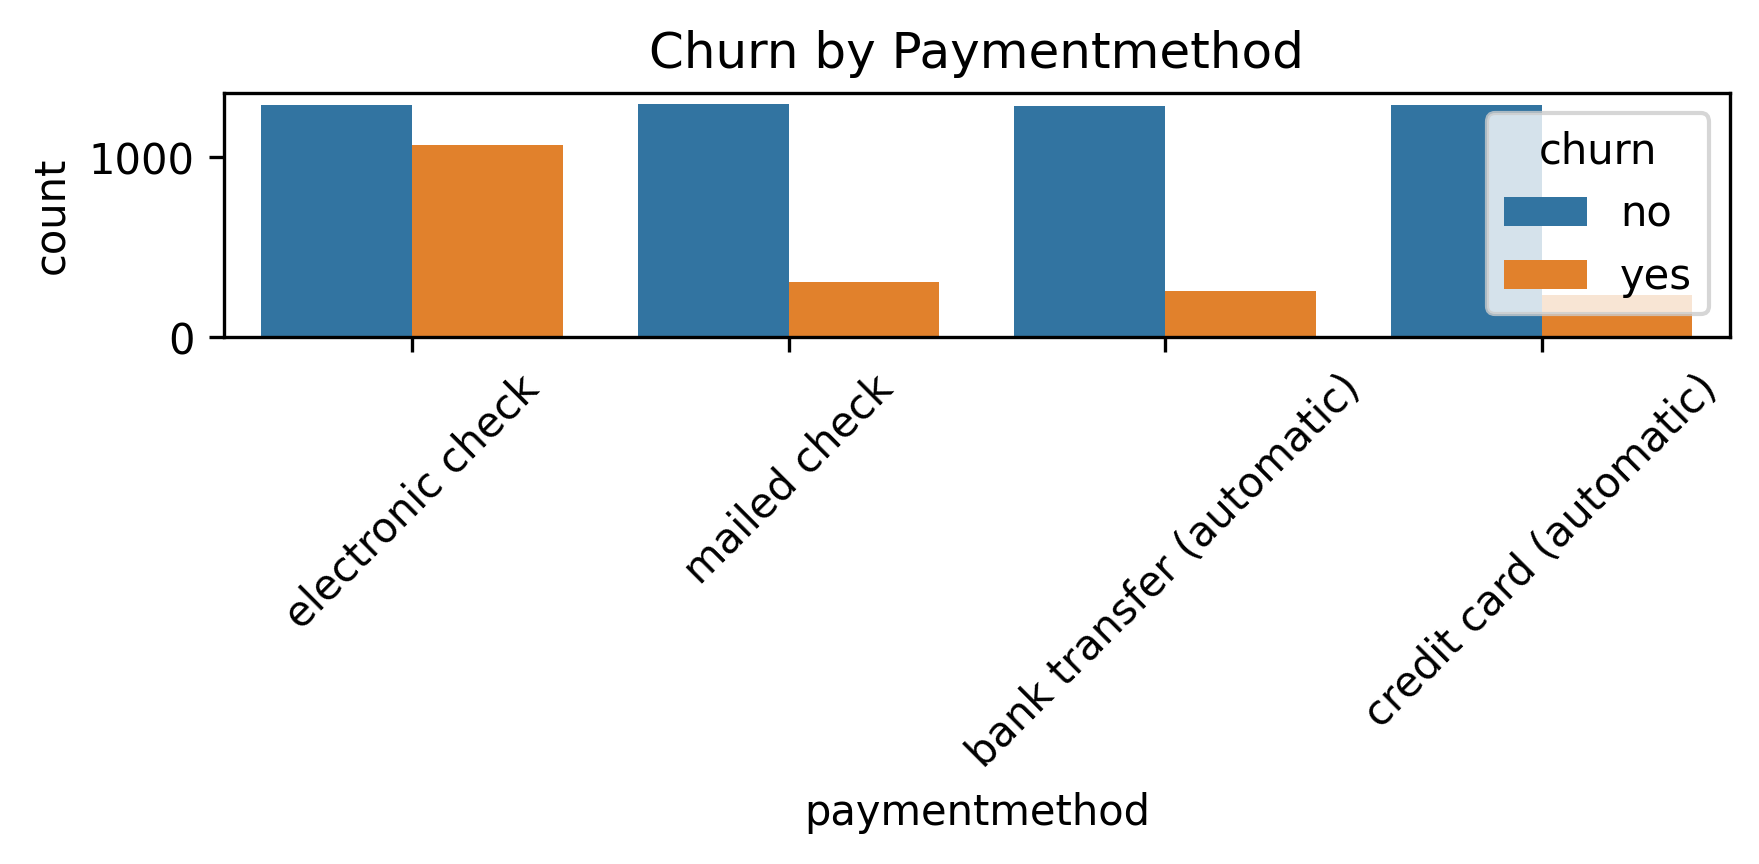 Churn by Paymentmethod
count
1000
0
churn
no
yes
electronic check
mailed check
bank transfer (automatic)
credit card (automatic)
paymentmethod